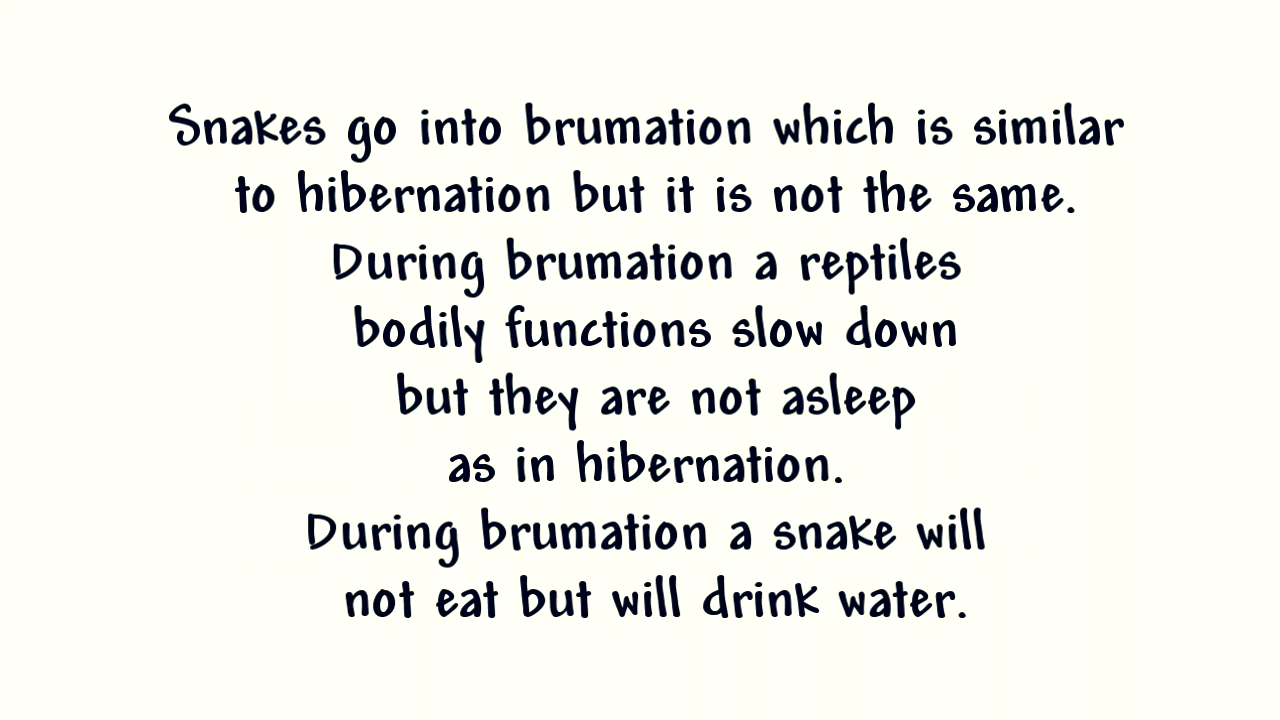 Snakes go into brumation which is similar
to hibernation but it is not the same.
During brumation a reptiles
bodily functions slow down
but they are not asleep
as in hibernation.
During brumation a snake will
not eat but will drink water.